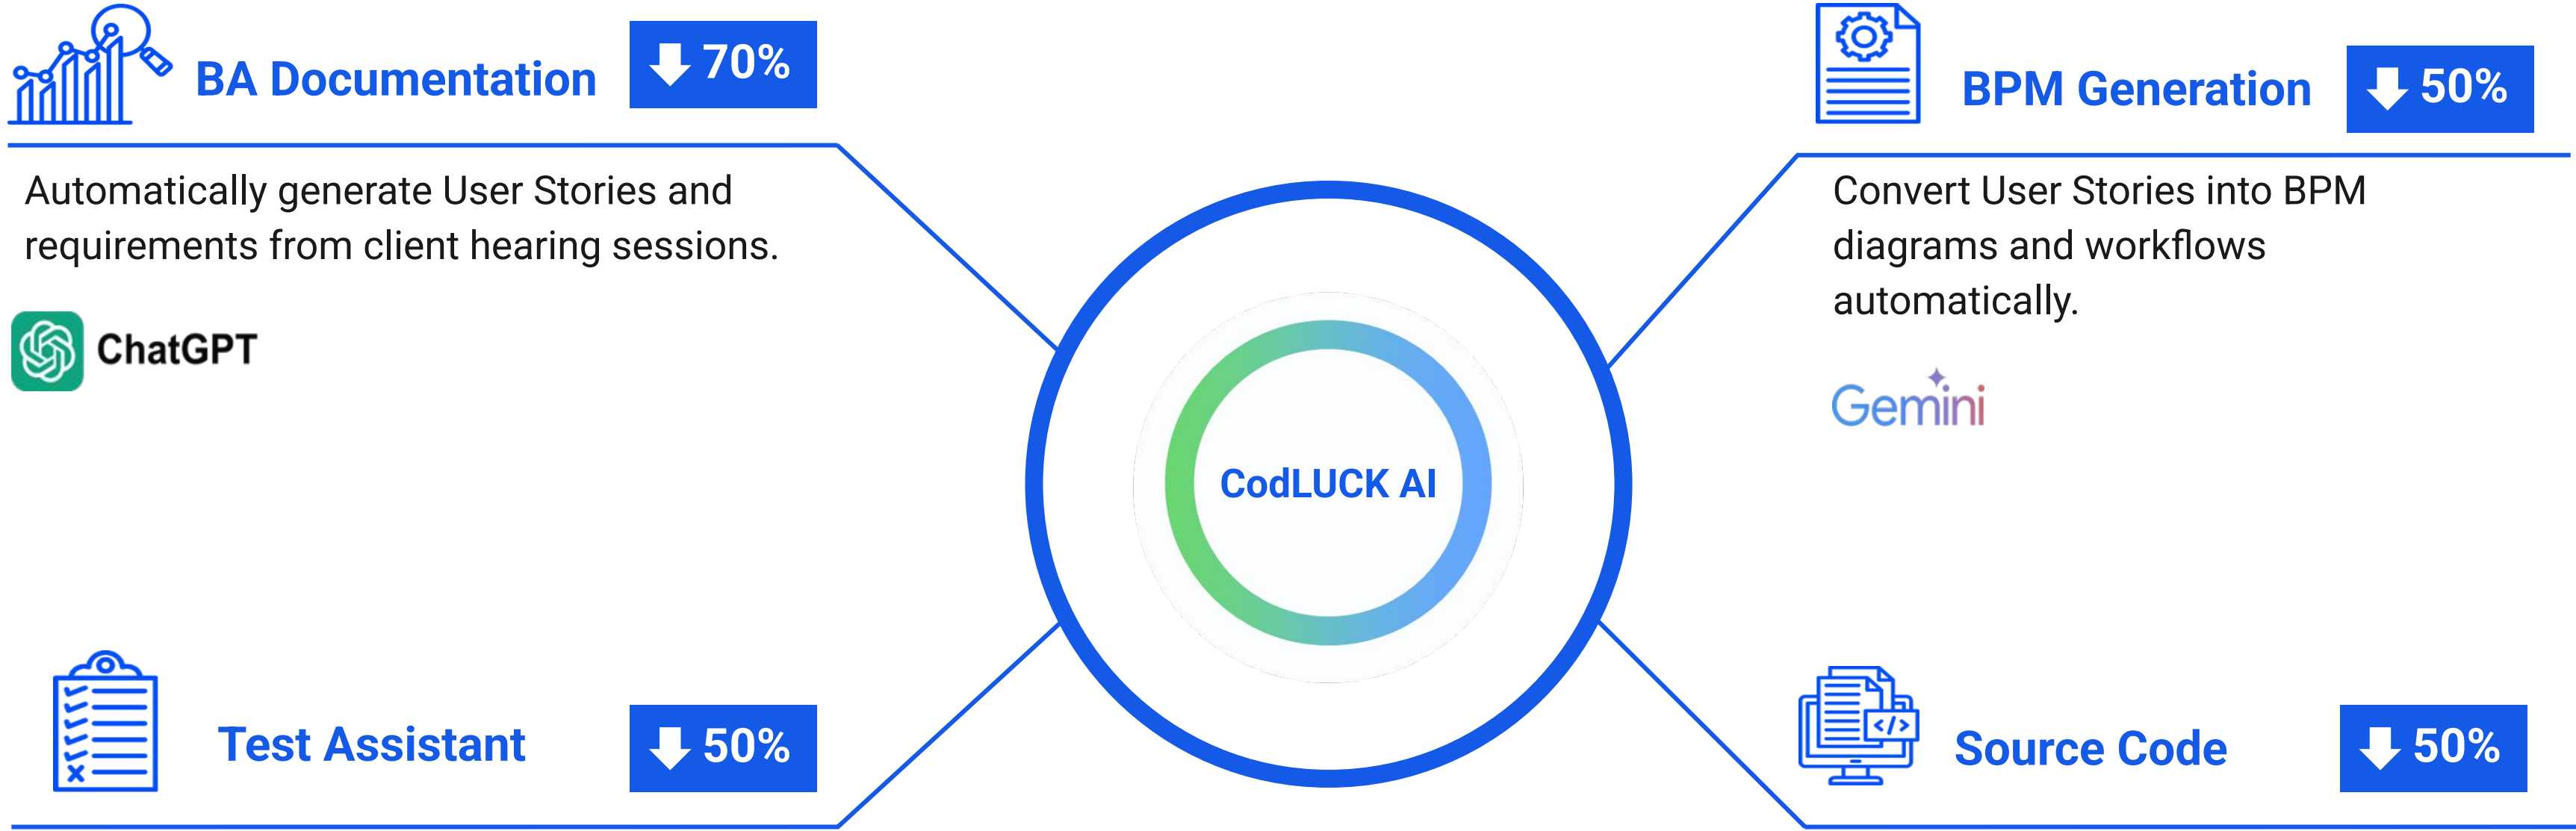 BA Documentation
70%
Automatically generate User Stories and
requirements from client hearing sessions.
ChatGPT
BPM Generation
50%
Convert User Stories into BPM
diagrams and workflows
automatically.
Gemini
CodLUCK AI
Test Assistant
50%
</>
Source Code
50%